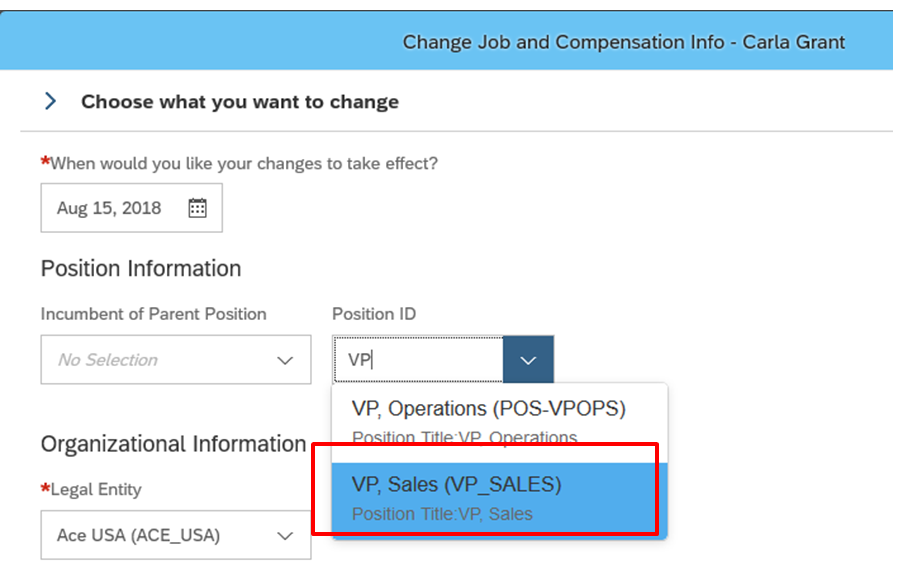 Change Job and Compensation Info - Carla Grant
Choose what you want to change
*When would you like your changes to take effect?
Aug 15, 2018
Position Information
Incumbent of Parent Position
Position ID
No Selection
VP
VP, Operations (POS-VPOPS)
Position Title:VP, Operations
Organizational Information
VP, Sales (VP_SALES)
*Legal Entity
Position Title:VP, Sales
Ace USA (ACE_USA)